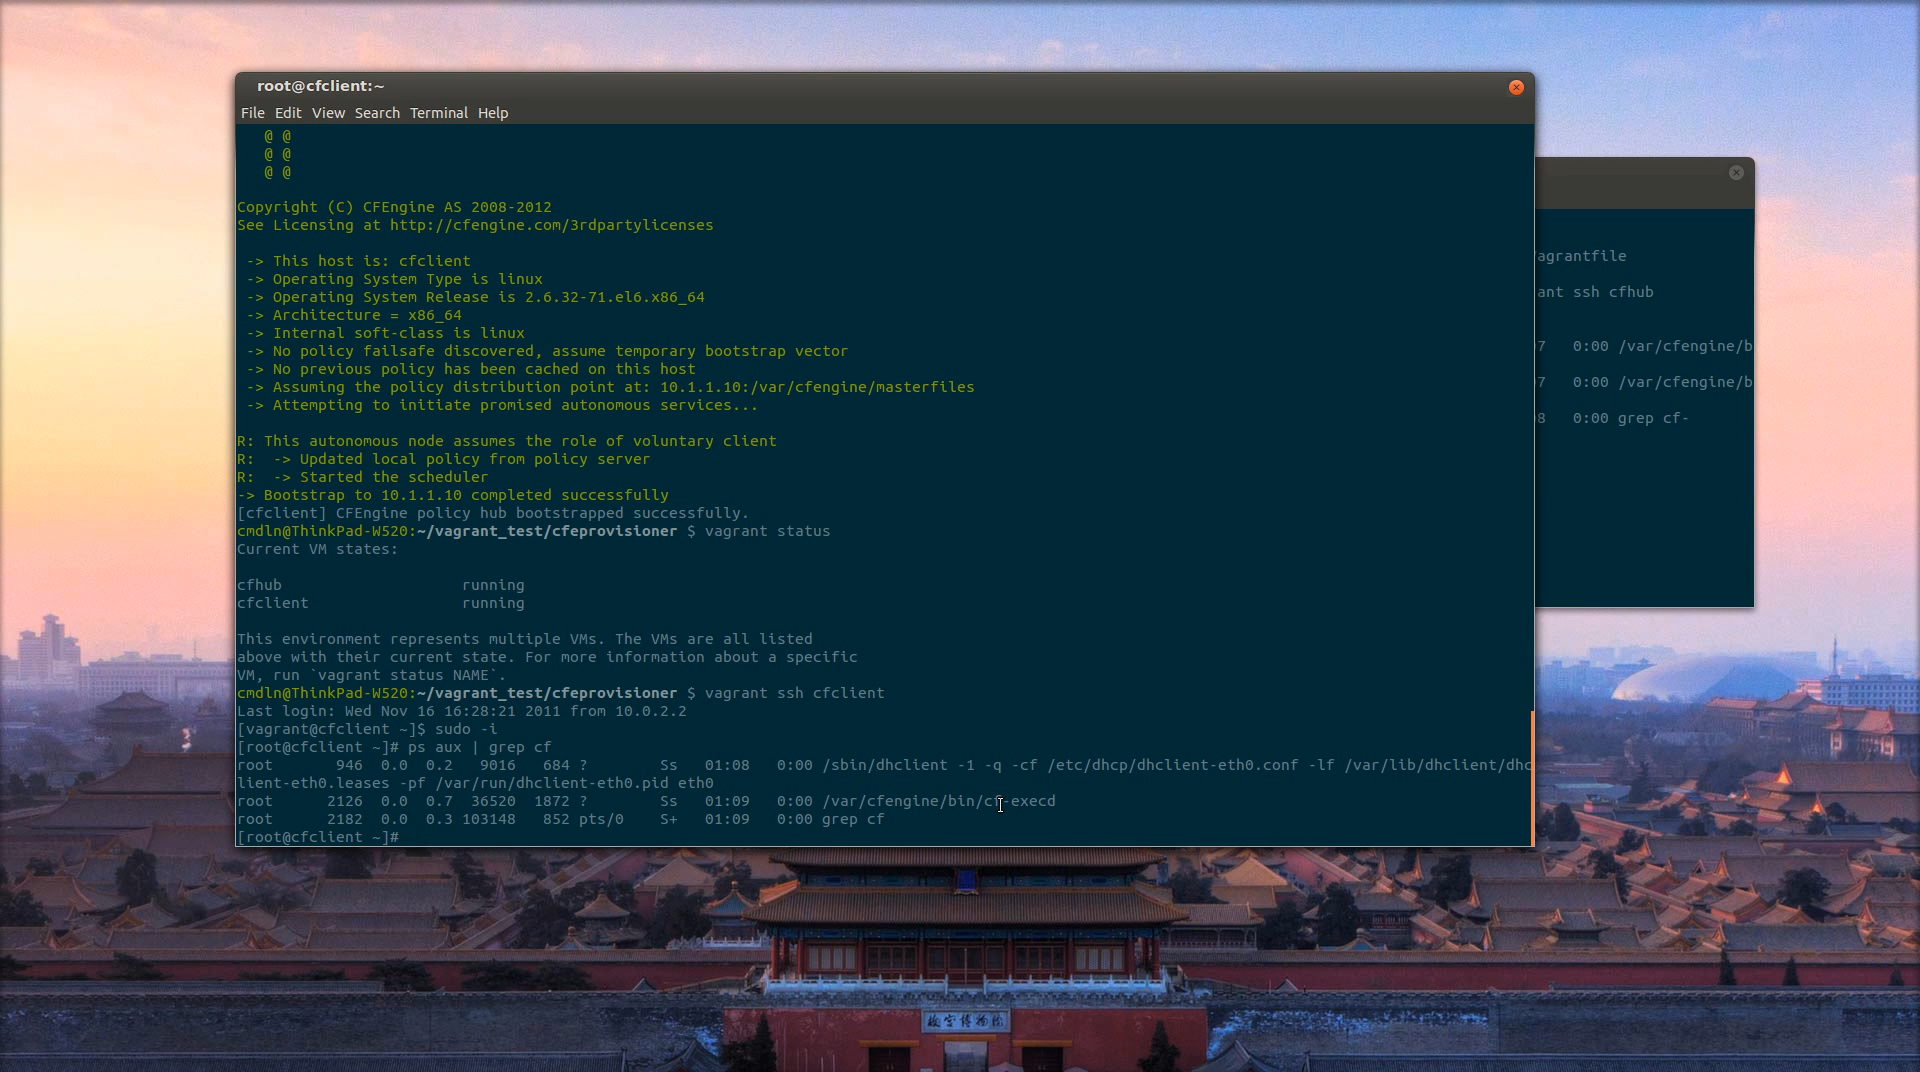 root@cfclient:~
File Edit View Search Terminal Help
@ @
@ @
@ @
Copyright (C) CFEngine AS 2008-2012
See Licensing at http://cfengine.com/3rdpartylicenses
-> This host is: cfclient
-> Operating System Type is linux
-> Operating System Release is 2.6.32-71.el6.x86_64
-> Architecture = x86_64
-> Internal soft-class is linux
-> No policy failsafe discovered, assume temporary bootstrap vector
-> No previous policy has been cached on this host
-> Assuming the policy distribution point at: 10.1.1.10:/var/cfengine/masterfiles
-> Attempting to initiate promised autonomous services...
R: This autonomous node assumes the role of voluntary client
R:  -> Updated local policy from policy server
R:  -> Started the scheduler
-> Bootstrap to 10.1.1.10 completed successfully
[cfclient] CFEngine policy hub bootstrapped successfully.
cmdln@ThinkPad-W520:~/vagrant_test/cfeprovisioner $ vagrant status
Current VM states:
cfhub                    running
cfclient                 running
This environment represents multiple VMs. The VMs are all listed
above with their current state. For more information about a specific
VM, run `vagrant status NAME`.
cmdln@ThinkPad-W520:~/vagrant_test/cfeprovisioner $ vagrant ssh cfclient
Last login: Wed Nov 16 16:28:21 2011 from 10.0.2.2
[vagrant@cfclient ~]$ sudo -i
[root@cfclient ~]# ps aux | grep cf
root       946  0.0  0.2   9016   684 ?        Ss   01:08   0:00 /sbin/dhclient -1 -q -cf /etc/dhcp/dhclient-eth0.conf -lf /var/lib/dhclient/dhc
lient-eth0.leases -pf /var/run/dhclient-eth0.pid eth0
root      2126  0.0  0.7  36520  1872 ?        Ss   01:09   0:00 /var/cfengine/bin/cf-execd
root      2182  0.0  0.3 103148   852 pts/0    S+   01:09   0:00 grep cf
[root@cfclient ~]#
agrantfile
ant ssh cfhub
7   0:00 /var/cfengine/b
7   0:00 /var/cfengine/b
8   0:00 grep cf-
故宫博物院